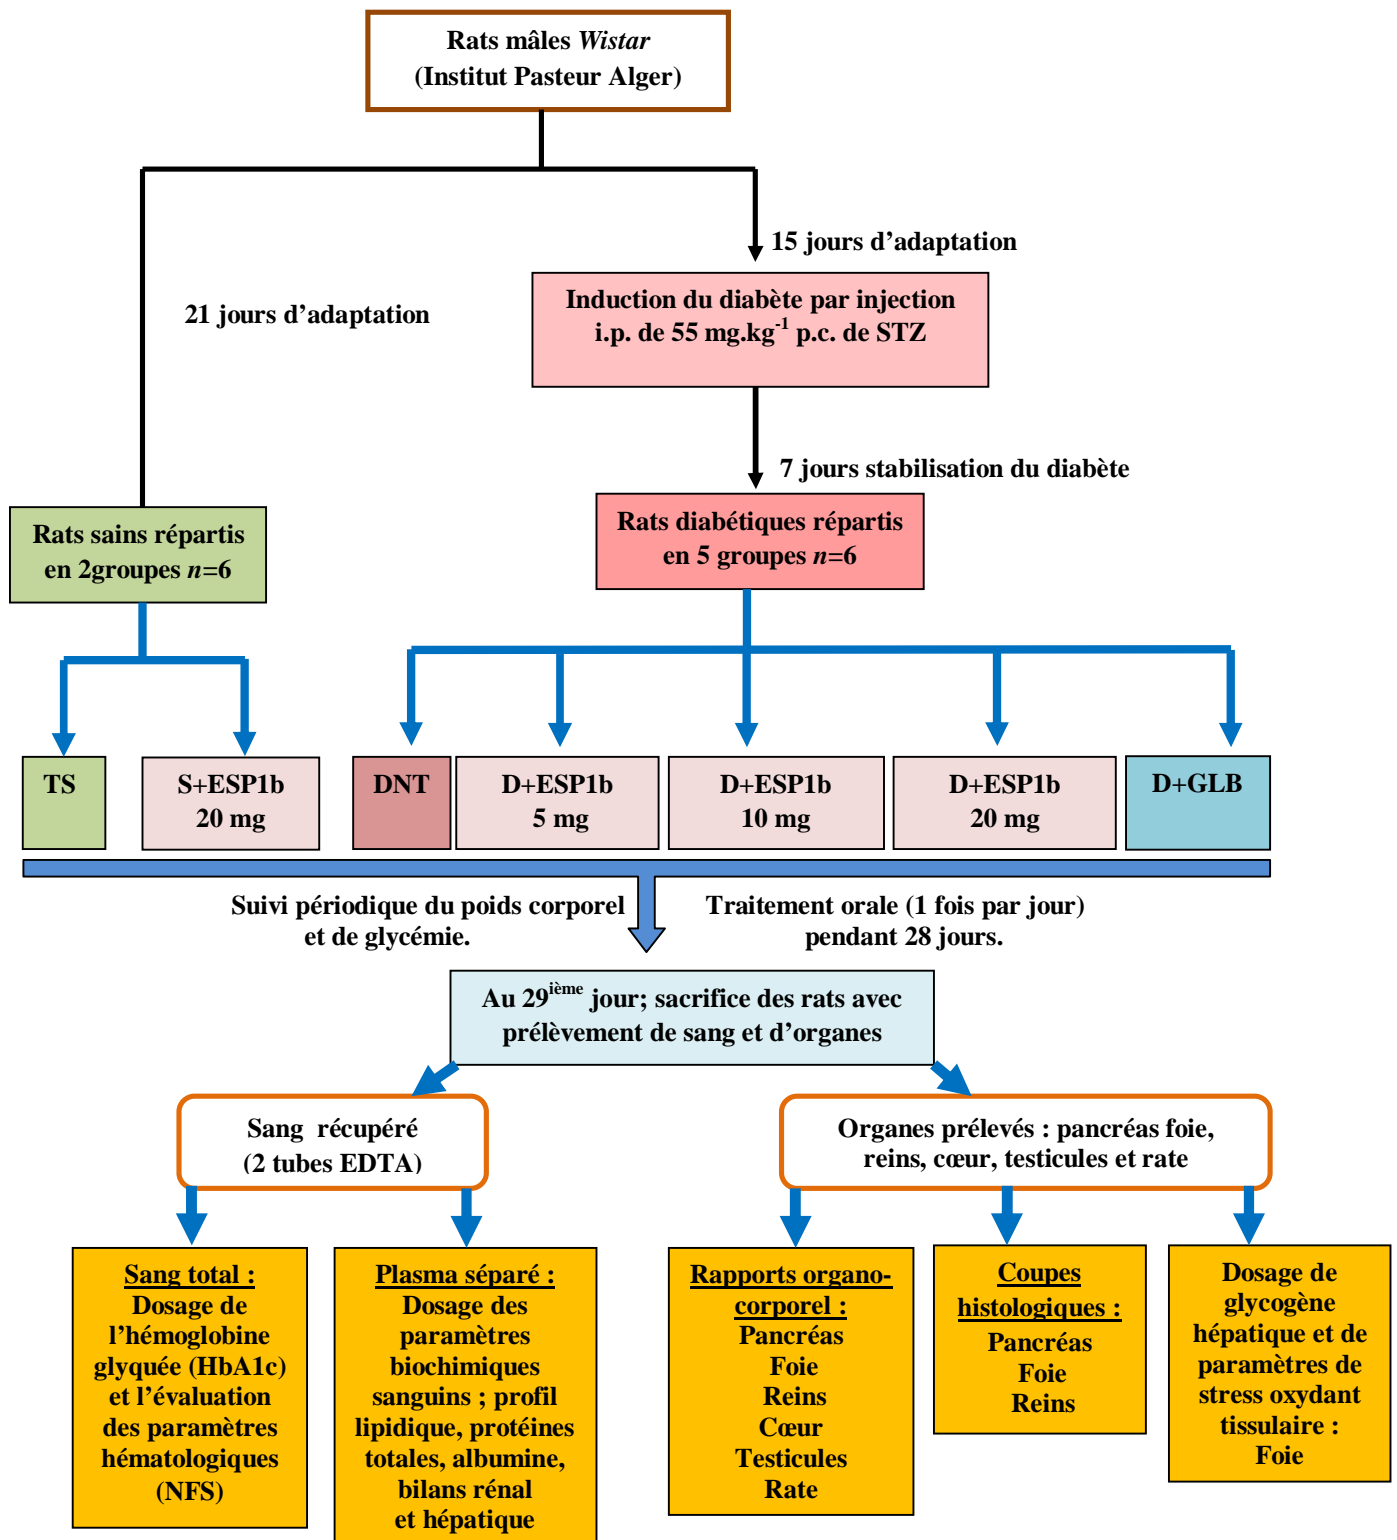 Rats mâles Wistar
(Institut Pasteur Alger)
15 jours d’adaptation
21 jours d’adaptation
Induction du diabète par injection
i.p. de 55 mg.kg⁻¹ p.c. de STZ
7 jours stabilisation du diabète
Rats sains répartis
en 2groupes n=6
Rats diabétiques répartis
en 5 groupes n=6
TS
S+ESP1b
20 mg
DNT
D+ESP1b
5 mg
D+ESP1b
10 mg
D+ESP1b
20 mg
D+GLB
Suivi périodique du poids corporel
et de glycémie.
Traitement orale (1 fois par jour)
pendant 28 jours.
Au 29ième jour; sacrifice des rats avec
prélèvement de sang et d’organes
Sang récupéré
(2 tubes EDTA)
Organes prélevés : pancréas foie,
reins, cœur, testicules et rate
Sang total :
Dosage de
l’hémoglobine
glyquée (HbA1c)
et l’évaluation
des paramètres
hématologiques
(NFS)
Plasma séparé :
Dosage des
paramètres
biochimiques
sanguins ; profil
lipidique, protéines
totales, albumine,
bilans rénal
et hépatique
Rapports organo-
corporel :
Pancréas
Foie
Reins
Cœur
Testicules
Rate
Coupes
histologiques :
Pancréas
Foie
Reins
Dosage de
glycogène
hépatique et de
paramètres de
stress oxydant
tissulaire :
Foie